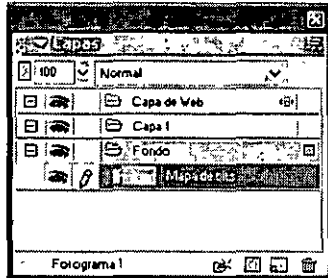 Capas
100 Normal
Capa de Web
Capa 1
Fondo
Mapa de bits
Fotograma 1